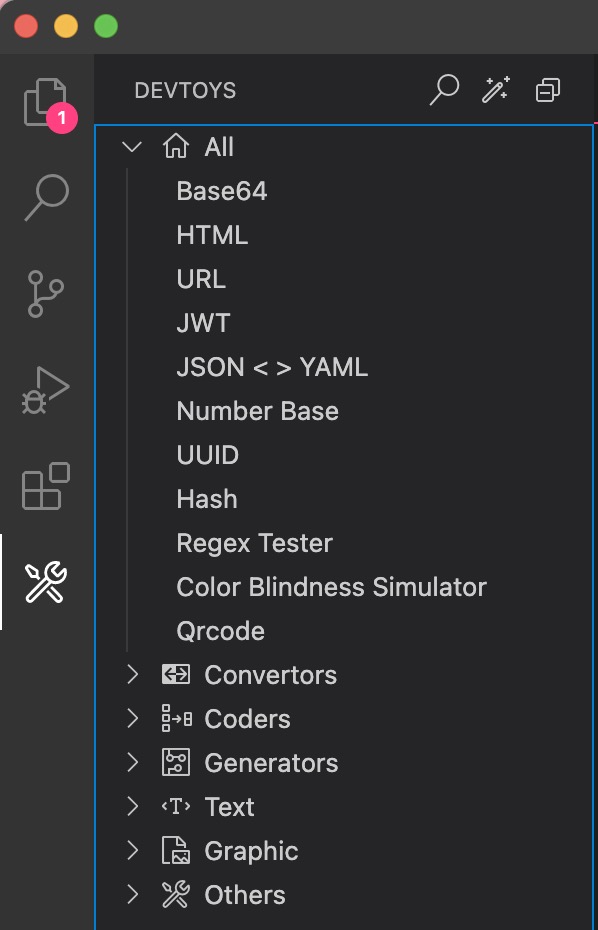 DEVTOYS
1
All
Base64
HTML
URL
JWT
JSON < > YAML
Number Base
UUID
Hash
Regex Tester
Color Blindness Simulator
Qrcode
Convertors
Coders
Generators
Text
Graphic
Others